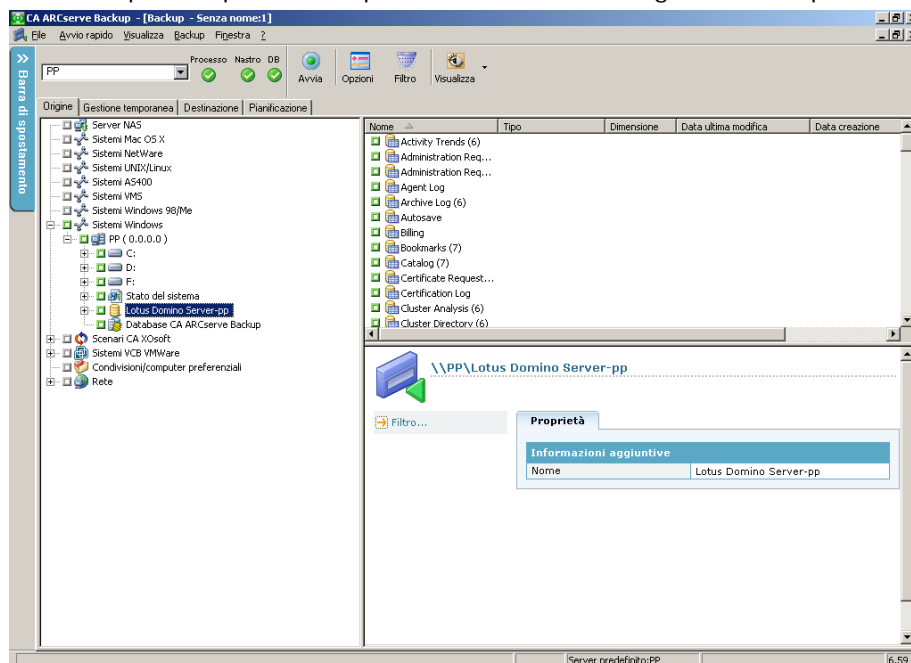 CA ARCserve Backup - [Backup - Senza nome:1]
File Avvio rapido Visualizza Backup Finestra ?
PP
Processo Nastro DB
Avvia Opzioni Filtro Visualizza
Barra di spostamento
Origine Gestione temporanea Destinazione Pianificazione
Server NAS
Sistemi Mac OS X
Sistemi NetWare
Sistemi UNIX/Linux
Sistemi AS400
Sistemi VMS
Sistemi Windows 98/Me
Sistemi Windows
PP ( 0.0.0.0 )
C:
D:
F:
Stato del sistema
Lotus Domino Server-pp
Database CA ARCserve Backup
Scenari CA XOsoft
Sistemi VCB VMWare
Condivisioni/computer preferenziali
Rete
Nome Tipo Dimensione Data ultima modifica Data creazione
Activity Trends (6)
Administration Req...
Administration Req...
Agent Log
Archive Log (6)
Autosave
Billing
Bookmarks (7)
Catalog (7)
Certificate Request...
Certification Log
Cluster Analysis (6)
Cluster Directory (6)
\\PP\Lotus Domino Server-pp
Filtro...
Proprietà
Informazioni aggiuntive
Nome Lotus Domino Server-pp
Server predefinito:PP
6.59